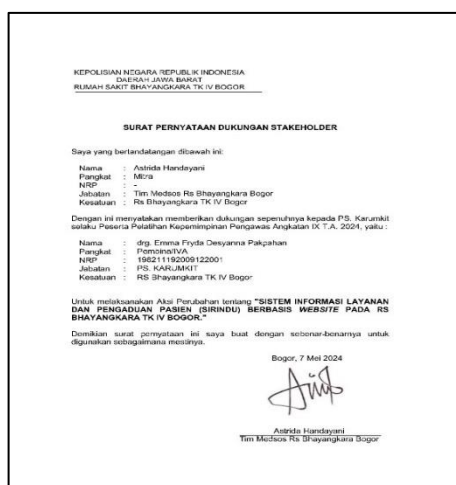 KEPOLISIAN NEGARA REPUBLIK INDONESIA
DAERAH JAWA BARAT
RUMAH SAKIT BHAYANGKARA TK IV BOGOR
SURAT PERNYATAAN DUKUNGAN STAKEHOLDER
Saya yang bertandatangan dibawah ini:
Nama : Astrida Handayani
Pangkat : Mitra
NRP : -
Jabatan : Tim Medsos Rs Bhayangkara Bogor
Kesatuan : Rs Bhayangkara TK IV Bogor
Dengan ini menyatakan memberikan dukungan sepenuhnya kepada PS. Karumkit
selaku Peserta Pelatihan Kepemimpinan Pengawas Angkatan IX T.A. 2024, yaitu :
Nama : drg. Emma Fryda Desyanna Pakpahan
Pangkat : Pembina/IVA
NRP : 198211192009122001
Jabatan : PS. KARUMKIT
Kesatuan : RS Bhayangkara TK IV Bogor
Untuk melaksanakan Aksi Perubahan tentang "SISTEM INFORMASI LAYANAN
DAN PENGADUAN PASIEN (SIRINDU) BERBASIS WEBSITE PADA RS
BHAYANGKARA TK IV BOGOR."
Demikian surat pernyataan ini saya buat dengan sebenar-benarnya untuk
digunakan sebagaimana mestinya.
Bogor, 7 Mei 2024
Astrida Handayani
Tim Medsos Rs Bhayangkara Bogor